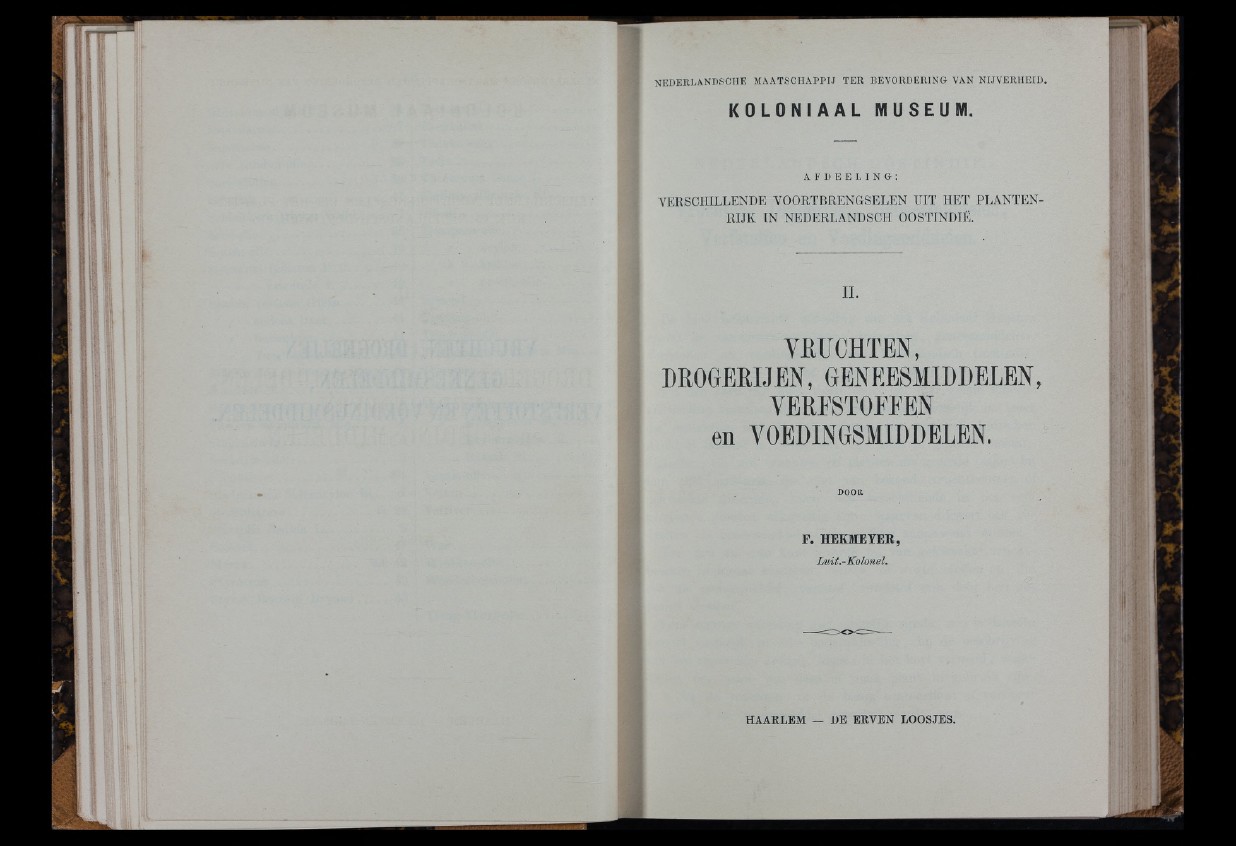 NEDERLANDSCHE MAATSCHAPPIJ TER BEVORDERING VAN NIJVERHEID.
KOLONIAAL MUSEUM.
AFDEELING:
VERSCHILLENDE VOORTBRENGSELEN UIT HET PLANTEN-
RIJK IN NEDERLANDSCH OOSTINDIË.
II.
VRUCHTEN,
DROGERIJEN, GENEESMIDDELEN,
VERFSTOFFEN
en VOEDINGSMIDDELEN.
DOOR
F. HEKMEYER,
Luit.-Kolonel.
HAARLEM — DE ERVEN LOOSJES.